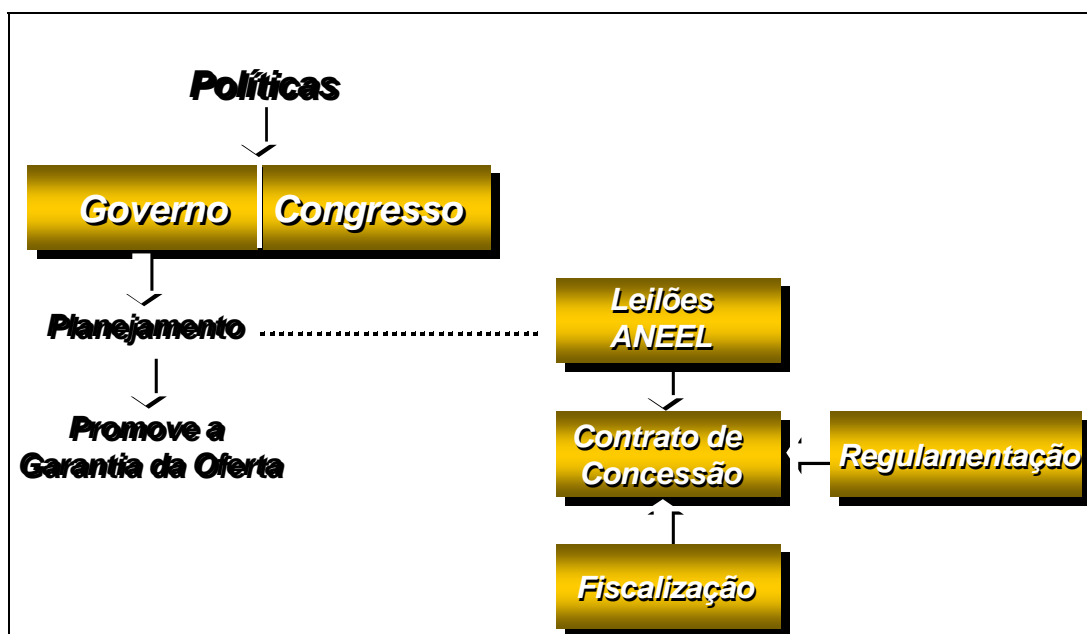 Políticas
Governo
Congresso
Planejamento
Promove a
Garantia da Oferta
Leilões
ANEEL
Contrato de
Concessão
Regulamentação
Fiscalização